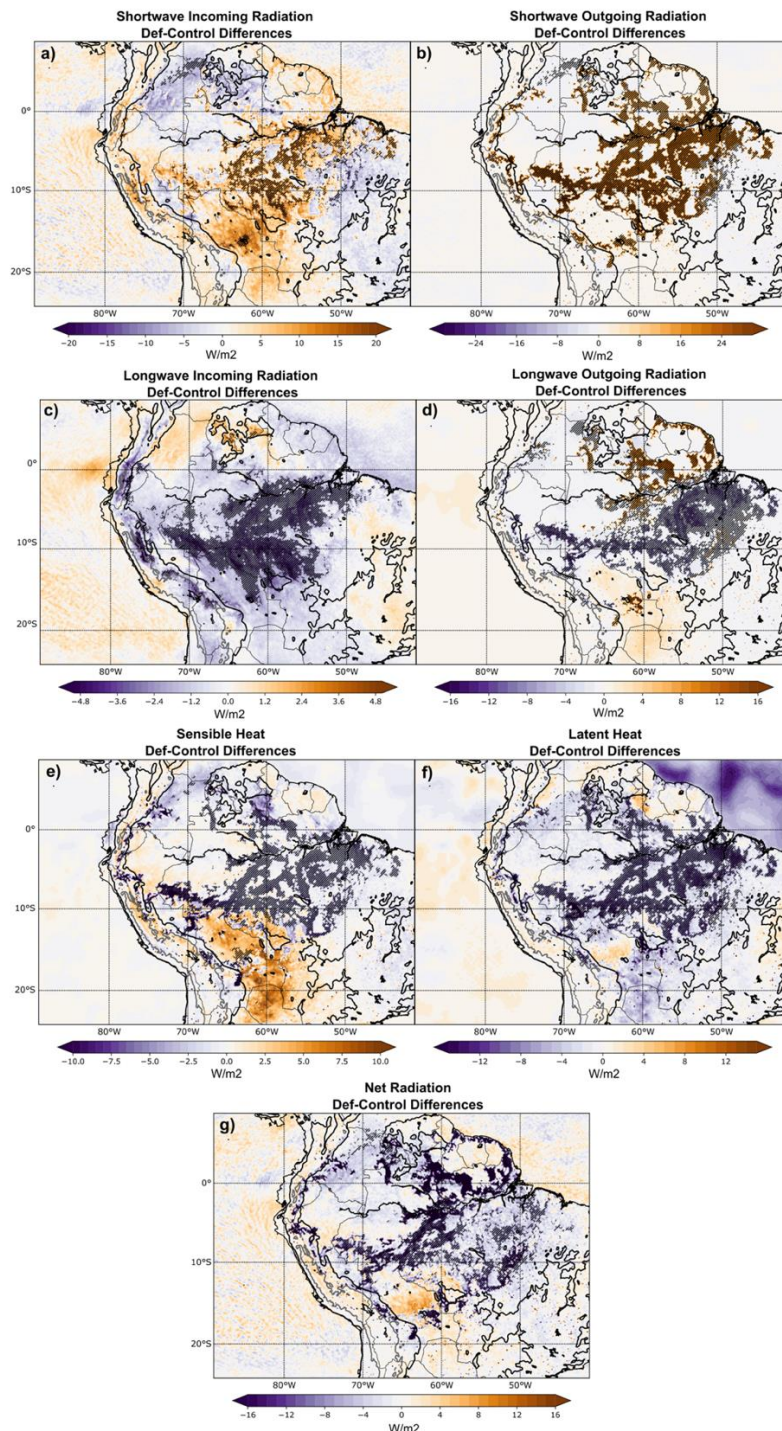 Shortwave Incoming Radiation
Def-Control Differences
a)
0°
10°S
20°S
80°W 70°W 60°W 50°W
−20 −15 −10 −5 0 5 10 15 20
W/m2
Shortwave Outgoing Radiation
Def-Control Differences
b)
80°W 70°W 60°W 50°W
−24 −16 −8 0 8 16 24
W/m2
Longwave Incoming Radiation
Def-Control Differences
c)
0°
10°S
20°S
80°W 70°W 60°W 50°W
−4.8 −3.6 −2.4 −1.2 0.0 1.2 2.4 3.6 4.8
W/m2
Longwave Outgoing Radiation
Def-Control Differences
d)
80°W 70°W 60°W 50°W
−16 −12 −8 −4 0 4 8 12 16
W/m2
Sensible Heat
Def-Control Differences
e)
0°
10°S
20°S
80°W 70°W 60°W 50°W
−10.0 −7.5 −5.0 −2.5 0.0 2.5 5.0 7.5 10.0
W/m2
Latent Heat
Def-Control Differences
f)
80°W 70°W 60°W 50°W
−12 −8 −4 0 4 8 12
W/m2
Net Radiation
Def-Control Differences
g)
0°
10°S
20°S
80°W 70°W 60°W 50°W
−16 −12 −8 −4 0 4 8 12 16
W/m2